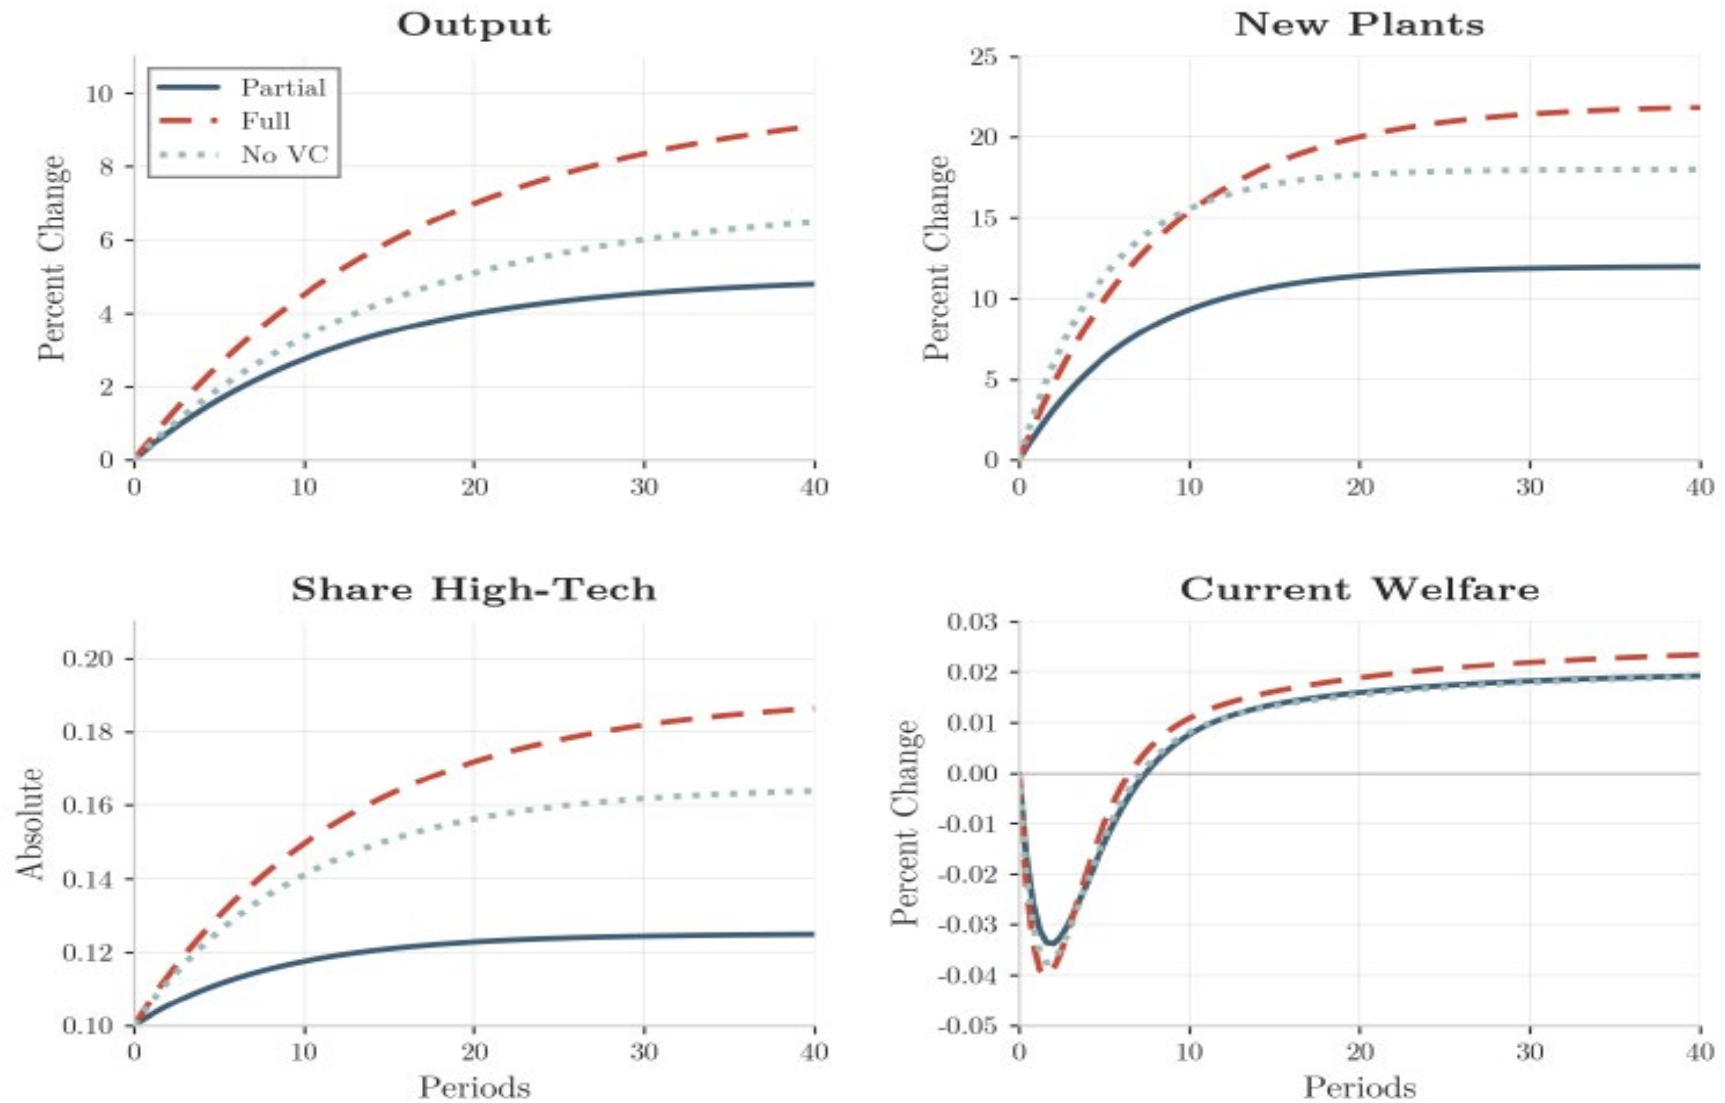 Output
Percent Change
10
8
6
4
2
0
Partial
Full
No VC
0 10 20 30 40
New Plants
Percent Change
25
20
15
10
5
0
0 10 20 30 40
Share High-Tech
Absolute
0.20
0.18
0.16
0.14
0.12
0.10
0 10 20 30 40
Periods
Current Welfare
Percent Change
0.03
0.02
0.01
0.00
-0.01
-0.02
-0.03
-0.04
-0.05
0 10 20 30 40
Periods